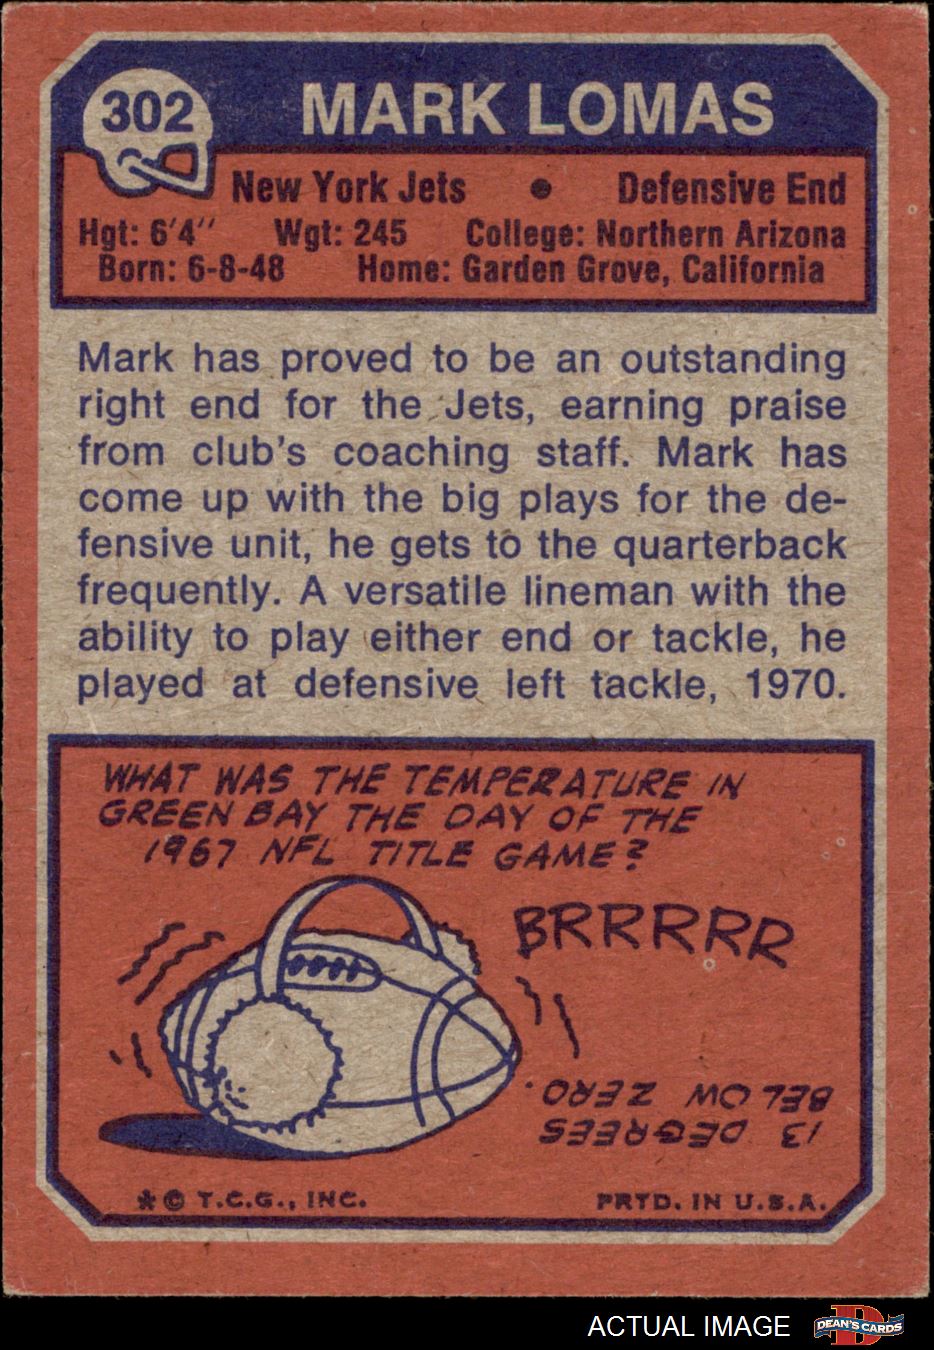 302
MARK LOMAS
New York Jets • Defensive End
Hgt: 6'4" Wgt: 245 College: Northern Arizona
Born: 6-8-48 Home: Garden Grove, California
Mark has proved to be an outstanding
right end for the Jets, earning praise
from club's coaching staff. Mark has
come up with the big plays for the de-
fensive unit, he gets to the quarterback
frequently. A versatile lineman with the
ability to play either end or tackle, he
played at defensive left tackle, 1970.
WHAT WAS THE TEMPERATURE IN
GREEN BAY THE DAY OF THE
1967 NFL TITLE GAME?
BRRRRR
13 DEGREES
BELOW ZERO.
* © T.C.G., INC. PRTD. IN U.S.A.
ACTUAL IMAGE
DEAN'S CARDS